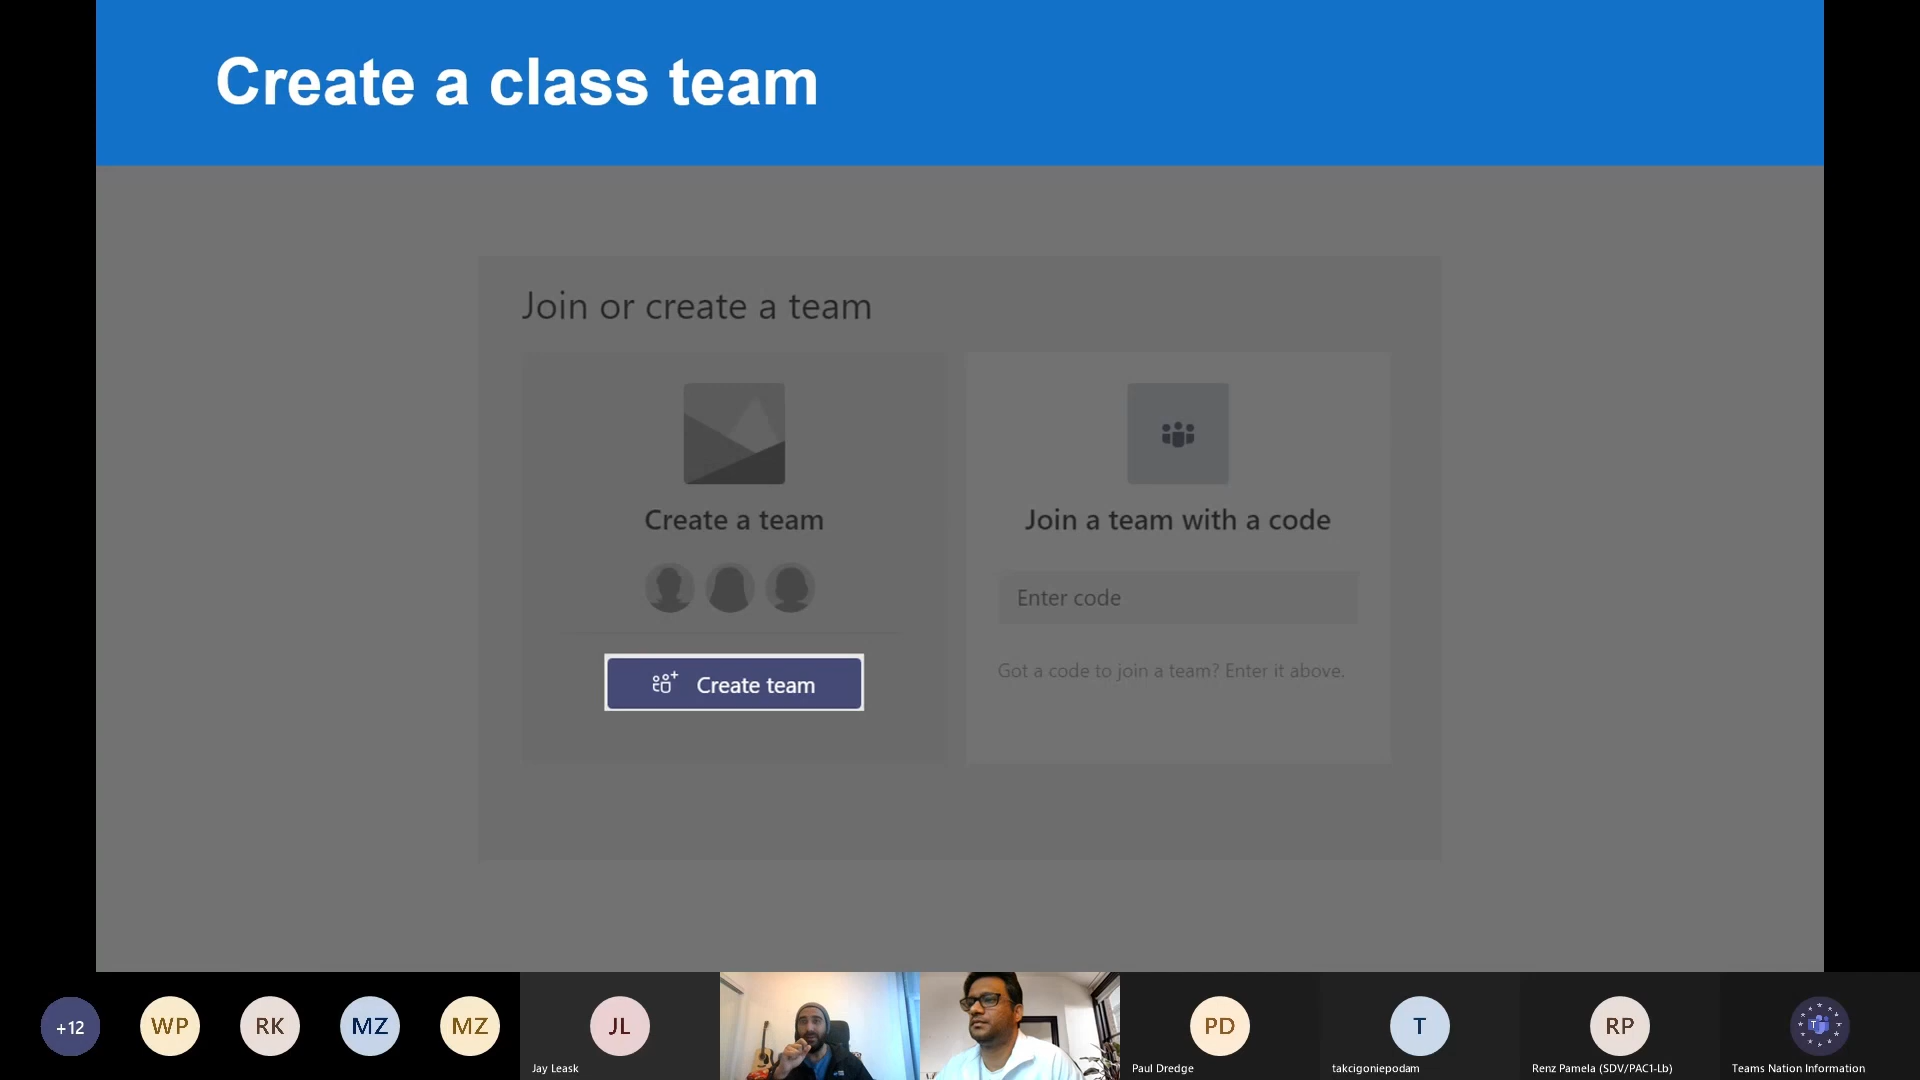 Create a class team
Join or create a team
Create a team
Create team
Join a team with a code
Enter code
Got a code to join a team? Enter it above.
+12
WP
RK
MZ
MZ
JL
Jay Leask
PD
Paul Dredge
T
takcigoniepodam
RP
Renz Pamela (SDV/PAC1-Lb)
T
Teams Nation Information